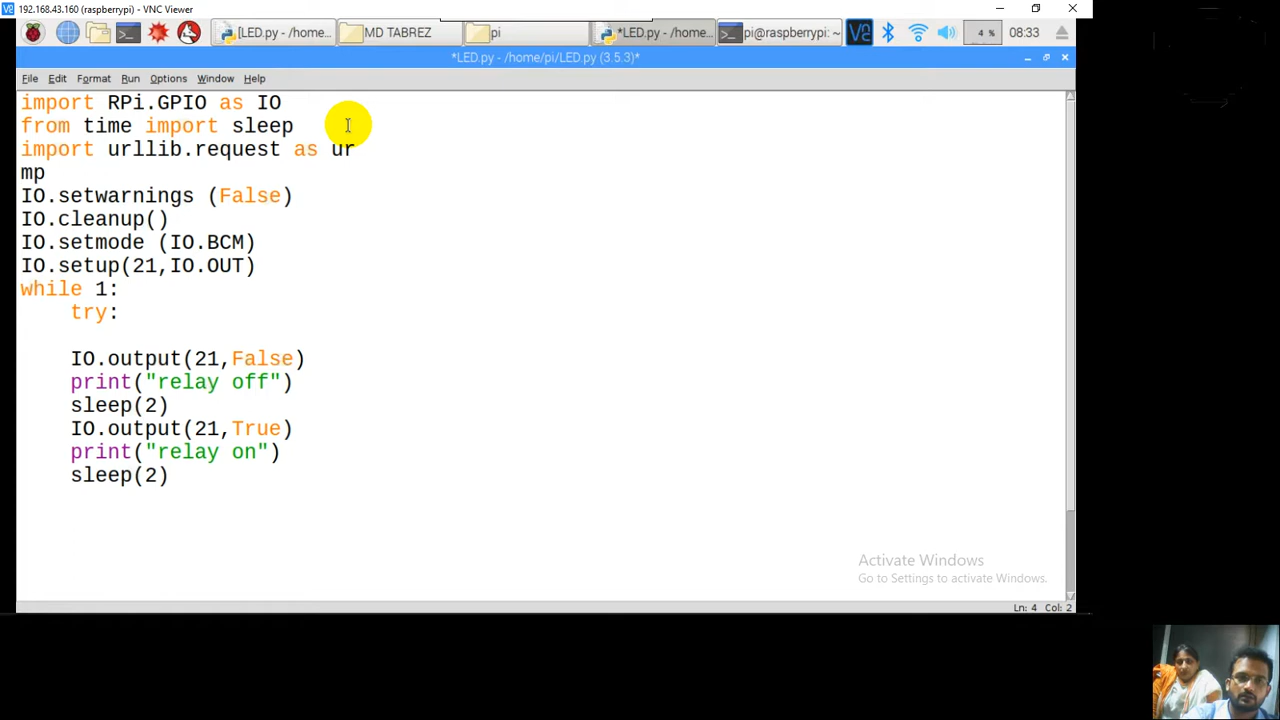 192.168.43.160 (raspberrypi) - VNC Viewer
[LED.py - /home...
MD TABREZ
pi
*LED.py - /home...
pi@raspberrypi: ~
4 %
08:33
*LED.py - /home/pi/LED.py (3.5.3)*
File Edit Format Run Options Window Help
import RPi.GPIO as IO
from time import sleep
import urllib.request as ur
mp
IO.setwarnings (False)
IO.cleanup()
IO.setmode (IO.BCM)
IO.setup(21,IO.OUT)
while 1:
    try:
    IO.output(21,False)
    print("relay off")
    sleep(2)
    IO.output(21,True)
    print("relay on")
    sleep(2)
Activate Windows
Go to Settings to activate Windows.
Ln: 4 Col: 2